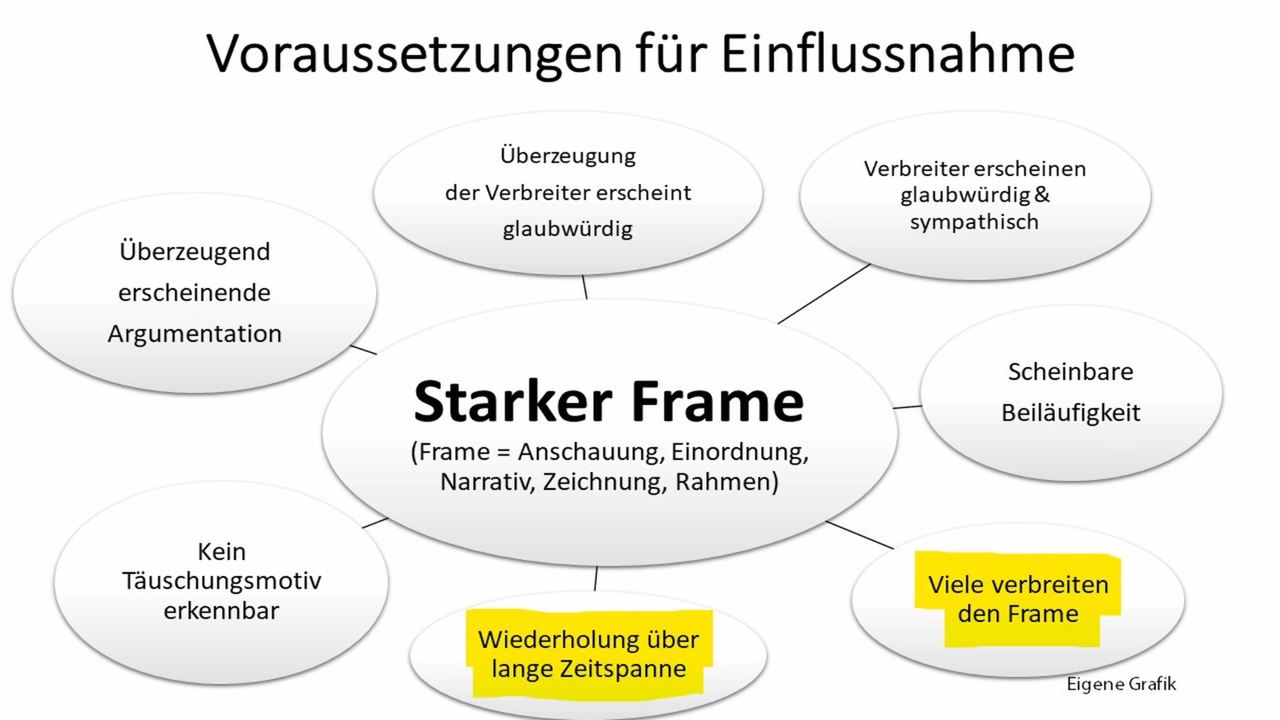 Voraussetzungen für Einflussnahme
Überzeugung
der Verbreiter erscheint
glaubwürdig
Verbreiter erscheinen
glaubwürdig &
sympathisch
Überzeugend
erscheinende
Argumentation
Scheinbare
Beiläufigkeit
Starker Frame
(Frame = Anschauung, Einordnung,
Narrativ, Zeichnung, Rahmen)
Kein
Täuschungsmotiv
erkennbar
Wiederholung über
lange Zeitspanne
Viele verbreiten
den Frame
Eigene Grafik